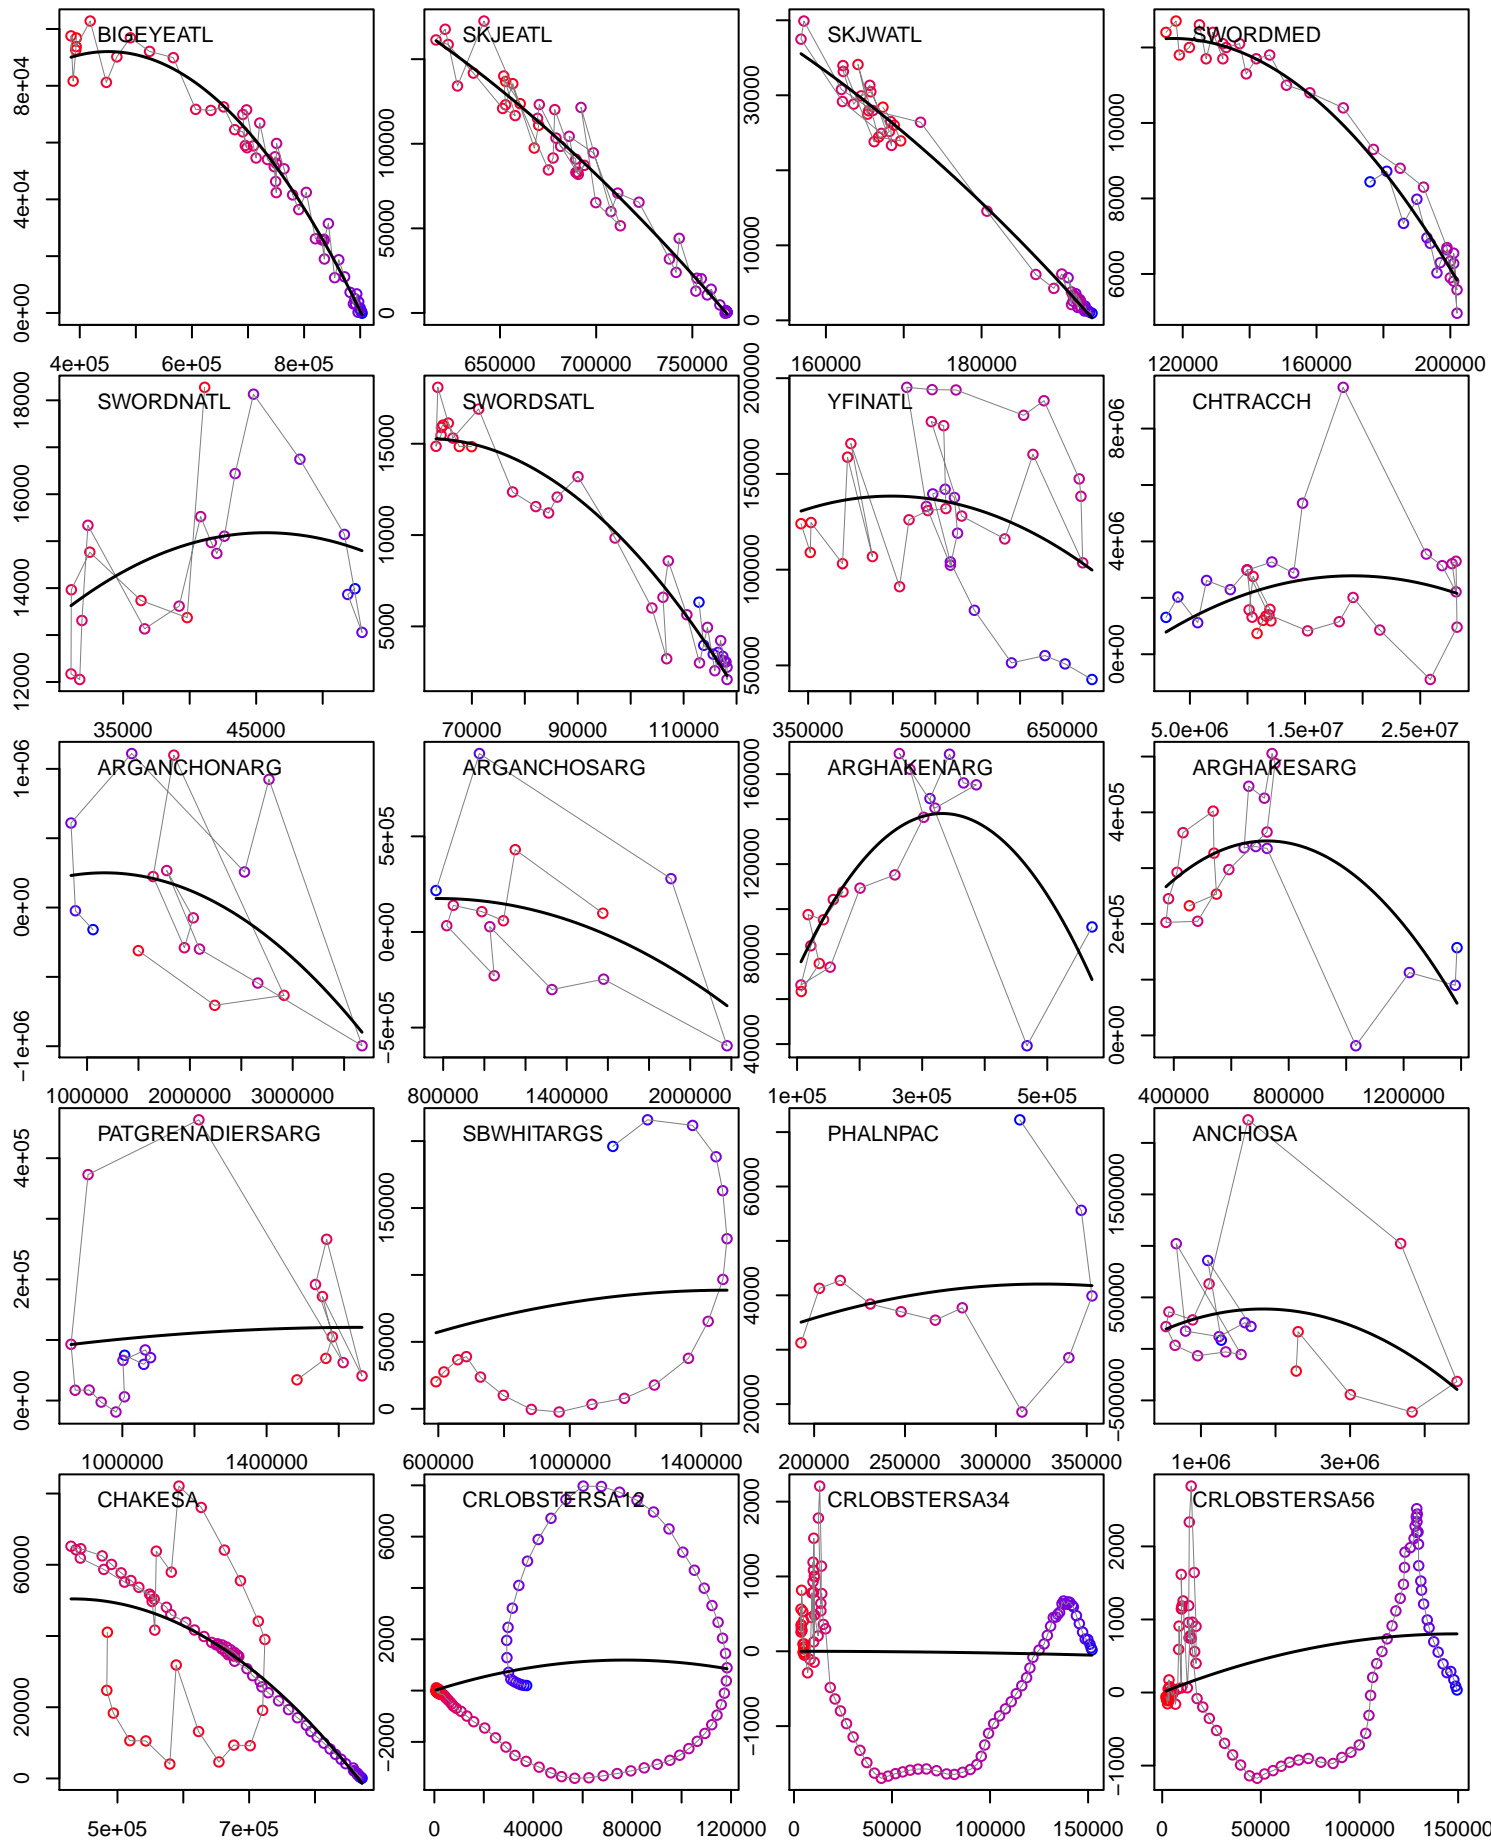 BIGEYEATL SKJEATL SKJWATL SWORDMED
0e+00 4e+04 8e+04
0 50000 100000
0 10000 30000
6000 8000 10000
4e+05 6e+05 8e+05 650000 700000 750000 160000 180000 120000 160000 200000
SWORDNATL SWORDSATL YFINATL CHTRACCH
12000 14000 16000 18000
5000 10000 15000
50000 100000 150000 200000
0e+00 4e+06 8e+06
35000 45000 70000 90000 110000 350000 500000 650000 5.0e+06 1.5e+07 2.5e+07
ARGANCHONARG ARGANCHOSARG ARGHAKENARG ARGHAKESARG
−1e+06 0e+00 1e+06
−5e+05 0e+00 5e+05
40000 80000 120000 160000
0e+00 2e+05 4e+05
1000000 2000000 3000000 800000 1400000 2000000 1e+05 3e+05 5e+05 400000 800000 1200000
PATGRENADIERSARG SBWHITARGS PHALNPAC ANCHOSA
0e+00 2e+05 4e+05
0 50000 150000
20000 40000 60000
−500000 500000 1500000
1000000 1400000 600000 1000000 1400000 200000 250000 300000 350000 1e+06 3e+06
CHAKESA CRLOBSTERSA12 CRLOBSTERSA34 CRLOBSTERSA56
0 20000 60000
−2000 2000 6000
−1000 0 1000 2000
−1000 0 1000 2000
5e+05 7e+05 0 40000 80000 120000 0 50000 100000 150000 0 50000 100000 150000